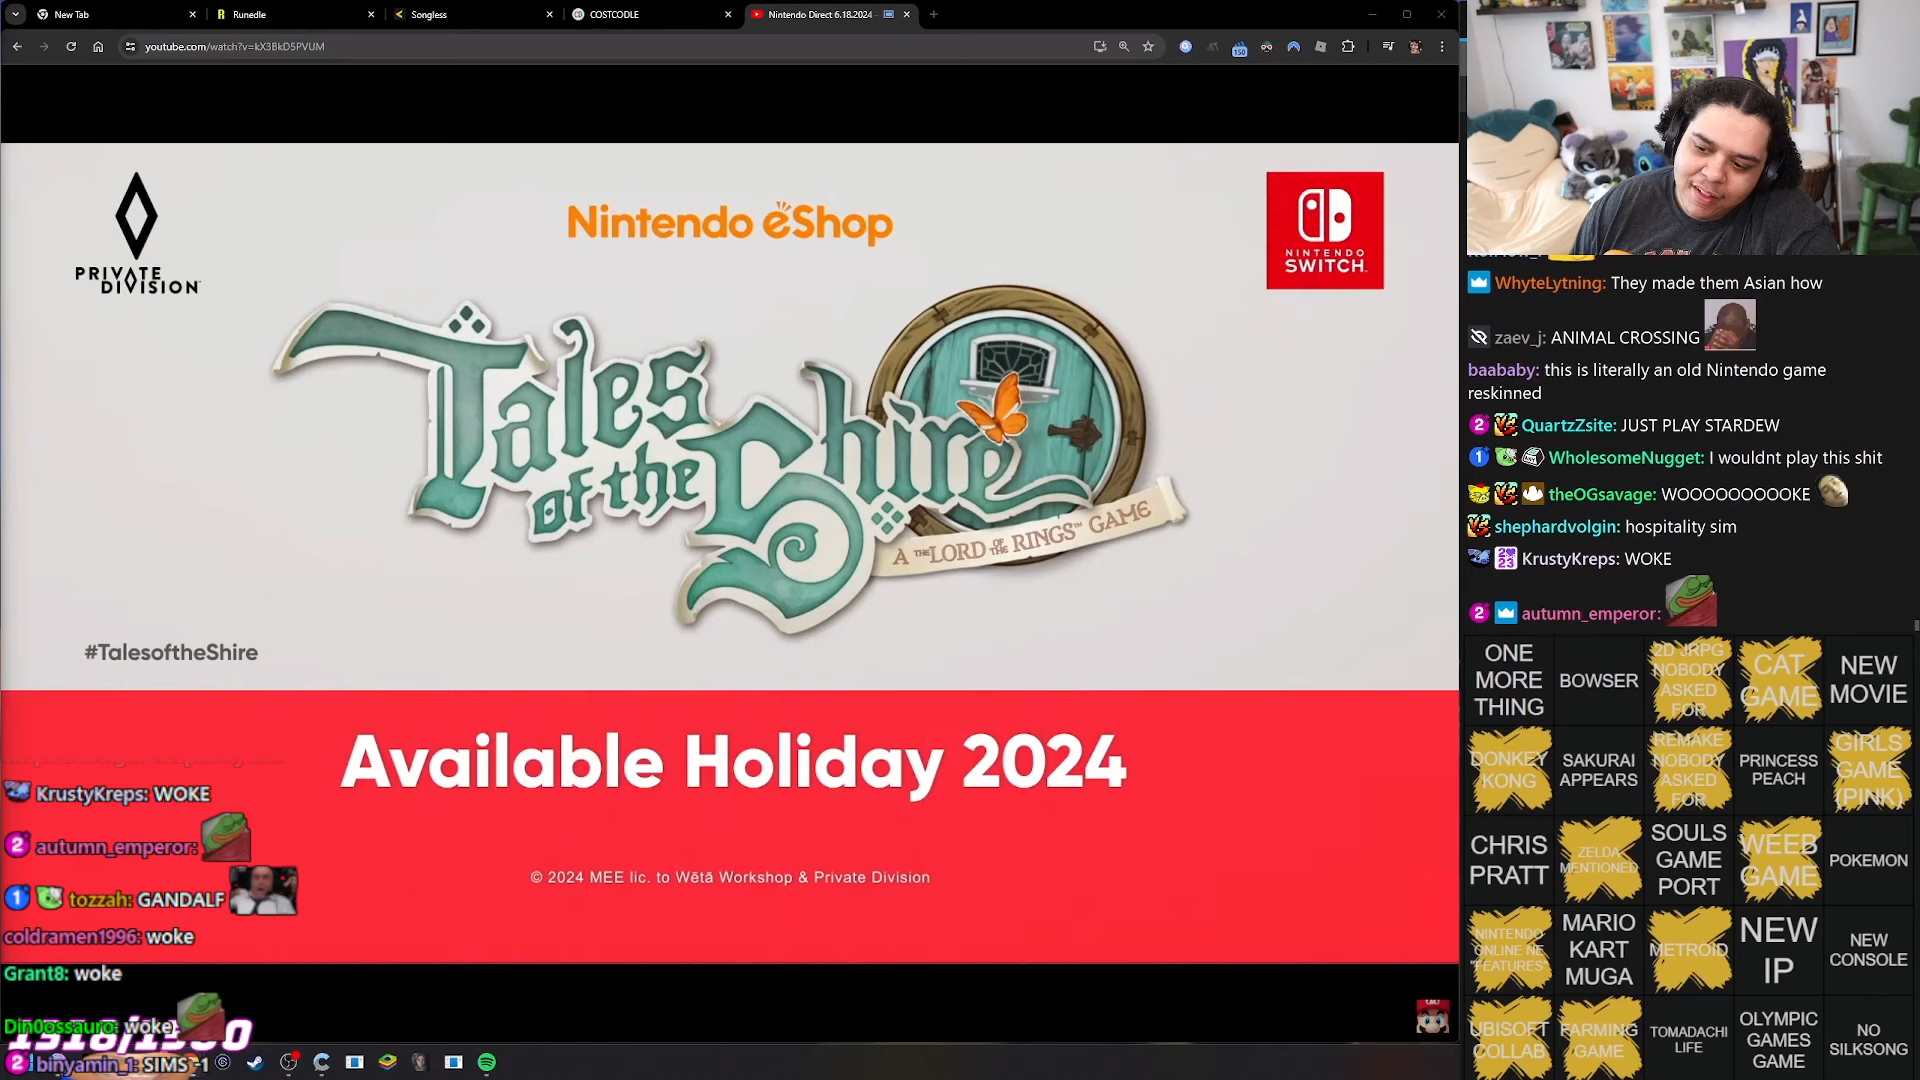 New Tab
Runedle
Songless
COSTCODLE
Nintendo Direct 6.18.2024
youtube.com/watch?v=kX3BkD5PVUM
150
PRIVATE
DIVISION
Nintendo eShop
NINTENDO
SWITCH
Tales
of the Shire
A THE LORD OF THE RINGS™ GAME
#TalesoftheShire
Available Holiday 2024
© 2024 MEE lic. to Wētā Workshop & Private Division
KrustyKreps: WOKE
autumn_emperor:
tozzah: GANDALF
coldramen1996: woke
Grant8: woke
Din0ossauro: woke
binyamin_1: SIMS -1
WhyteLytning: They made them Asian how
zaev_j: ANIMAL CROSSING
baababy: this is literally an old Nintendo game
reskinned
QuartzZsite: JUST PLAY STARDEW
WholesomeNugget: I wouldnt play this shit
theOGsavage: WOOOOOOOOOKE
shephardvolgin: hospitality sim
KrustyKreps: WOKE
autumn_emperor:
ONE
MORE
THING
BOWSER
2D JRPG
NOBODY
ASKED
FOR
CAT
GAME
NEW
MOVIE
DONKEY
KONG
SAKURAI
APPEARS
REMAKE
NOBODY
ASKED
FOR
PRINCESS
PEACH
GIRLS
GAME
(PINK)
CHRIS
PRATT
ZELDA
MENTIONED
SOULS
GAME
PORT
WEEB
GAME
POKEMON
NINTENDO
ONLINE NE
"FEATURES"
MARIO
KART
MUGA
METROID
NEW
IP
NEW
CONSOLE
UBISOFT
COLLAB
FARMING
GAME
TOMADACHI
LIFE
OLYMPIC
GAMES
GAME
NO
SILKSONG